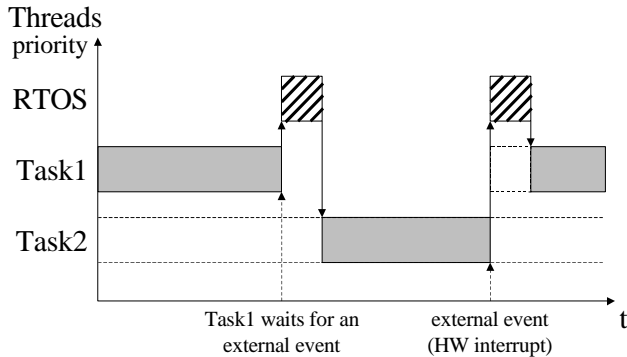 Threads
priority
RTOS
Task1
Task2
t
Task1 waits for an
external event
external event
(HW interrupt)